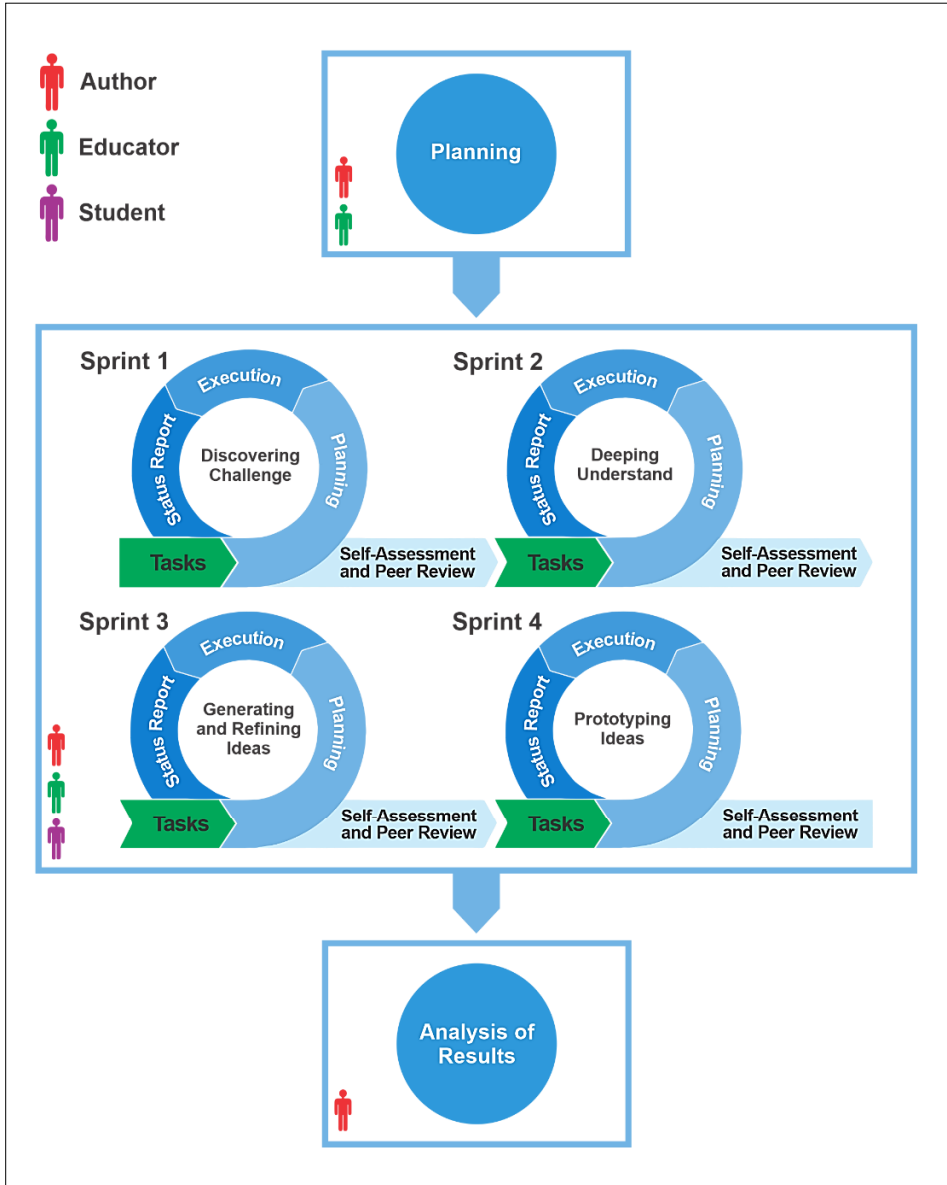 Author
Educator
Student
Planning
Sprint 1
Execution
Status Report
Planning
Discovering
Challenge
Tasks
Self-Assessment
and Peer Review
Sprint 2
Execution
Status Report
Planning
Deeping
Understand
Tasks
Self-Assessment
and Peer Review
Sprint 3
Execution
Status Report
Planning
Generating
and Refining
Ideas
Tasks
Self-Assessment
and Peer Review
Sprint 4
Execution
Status Report
Planning
Prototyping
Ideas
Tasks
Self-Assessment
and Peer Review
Analysis of
Results